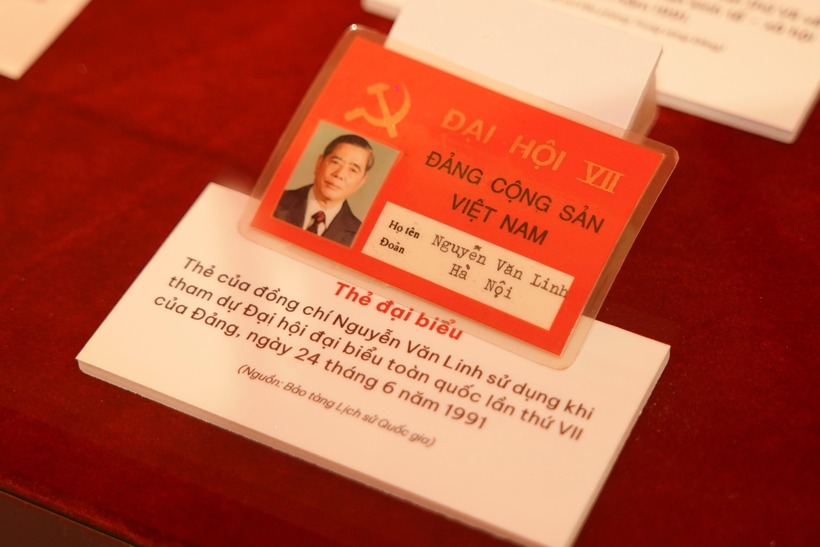 ĐẠI HỘI VII
ĐẢNG CỘNG SẢN
VIỆT NAM
Họ tên Nguyễn Văn Linh
Đoàn Hà Nội
Thẻ đại biểu
Thẻ của đồng chí Nguyễn Văn Linh sử dụng khi
tham dự Đại hội đại biểu toàn quốc lần thứ VII
của Đảng, ngày 24 tháng 6 năm 1991
(Nguồn: Bảo tàng Lịch sử Quốc gia)